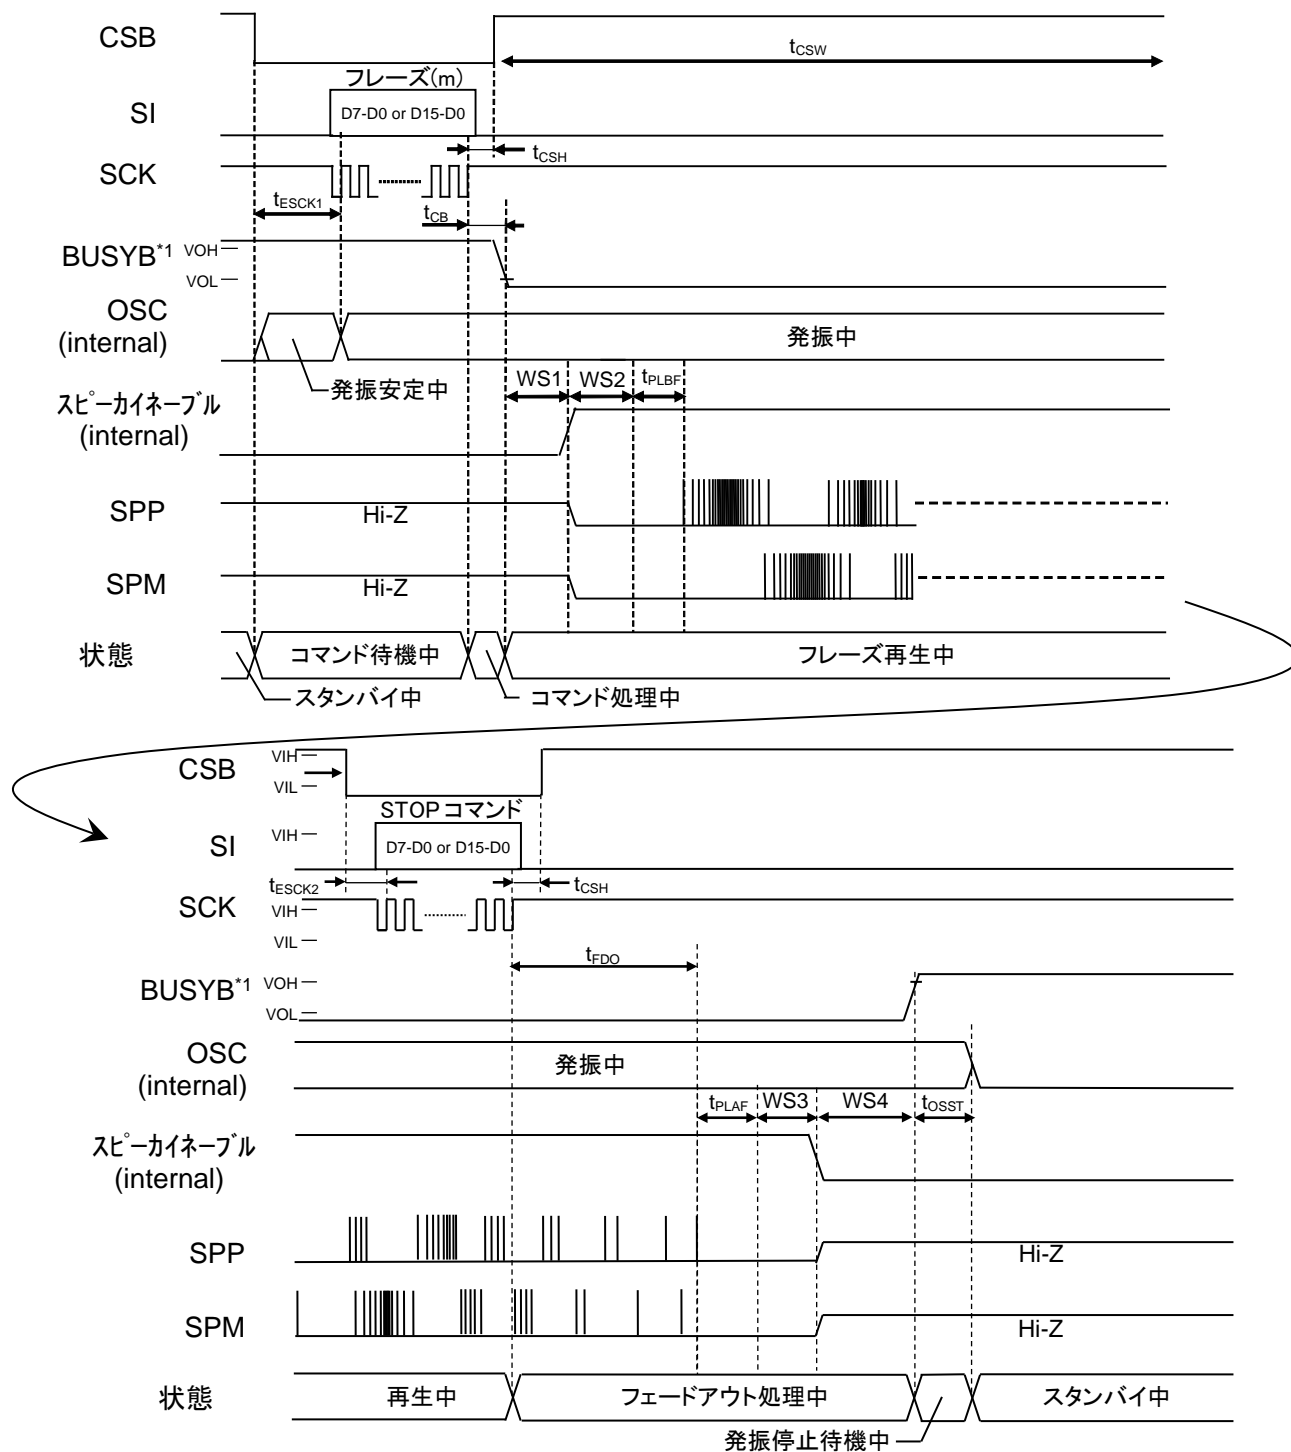 CSB
tCSW
フレーズ(m)
SI
D7-D0 or D15-D0
tCSH
SCK
tESCK1
tCB
BUSYB*1
VOH
VOL
OSC
(internal)
発振中
発振安定中
WS1 WS2 tPLBF
スピーカイネーブル
(internal)
SPP
Hi-Z
SPM
Hi-Z
状態
コマンド待機中
フレーズ再生中
スタンバイ中
コマンド処理中
CSB
VIH
VIL
STOPコマンド
SI
VIH
D7-D0 or D15-D0
tESCK2
tCSH
SCK
VIH
VIL
tFDO
BUSYB*1
VOH
VOL
OSC
(internal)
発振中
tPLAF WS3 WS4 tOSST
スピーカイネーブル
(internal)
SPP
Hi-Z
SPM
Hi-Z
状態
再生中
フェードアウト処理中
スタンバイ中
発振停止待機中